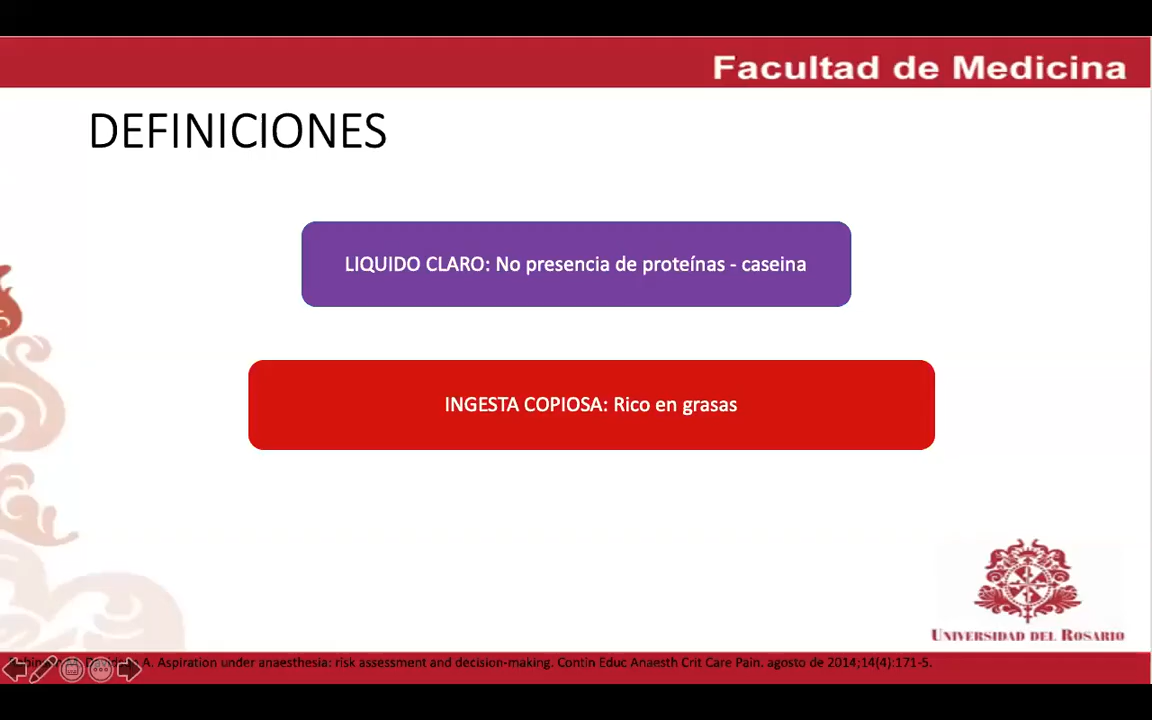 Facultad de Medicina
DEFINICIONES
LIQUIDO CLARO: No presencia de proteínas - caseina
INGESTA COPIOSA: Rico en grasas
UNIVERSIDAD DEL ROSARIO
A. Aspiration under anaesthesia: risk assessment and decision-making. Contin Educ Anaesth Crit Care Pain. agosto de 2014;14(4):171-5.